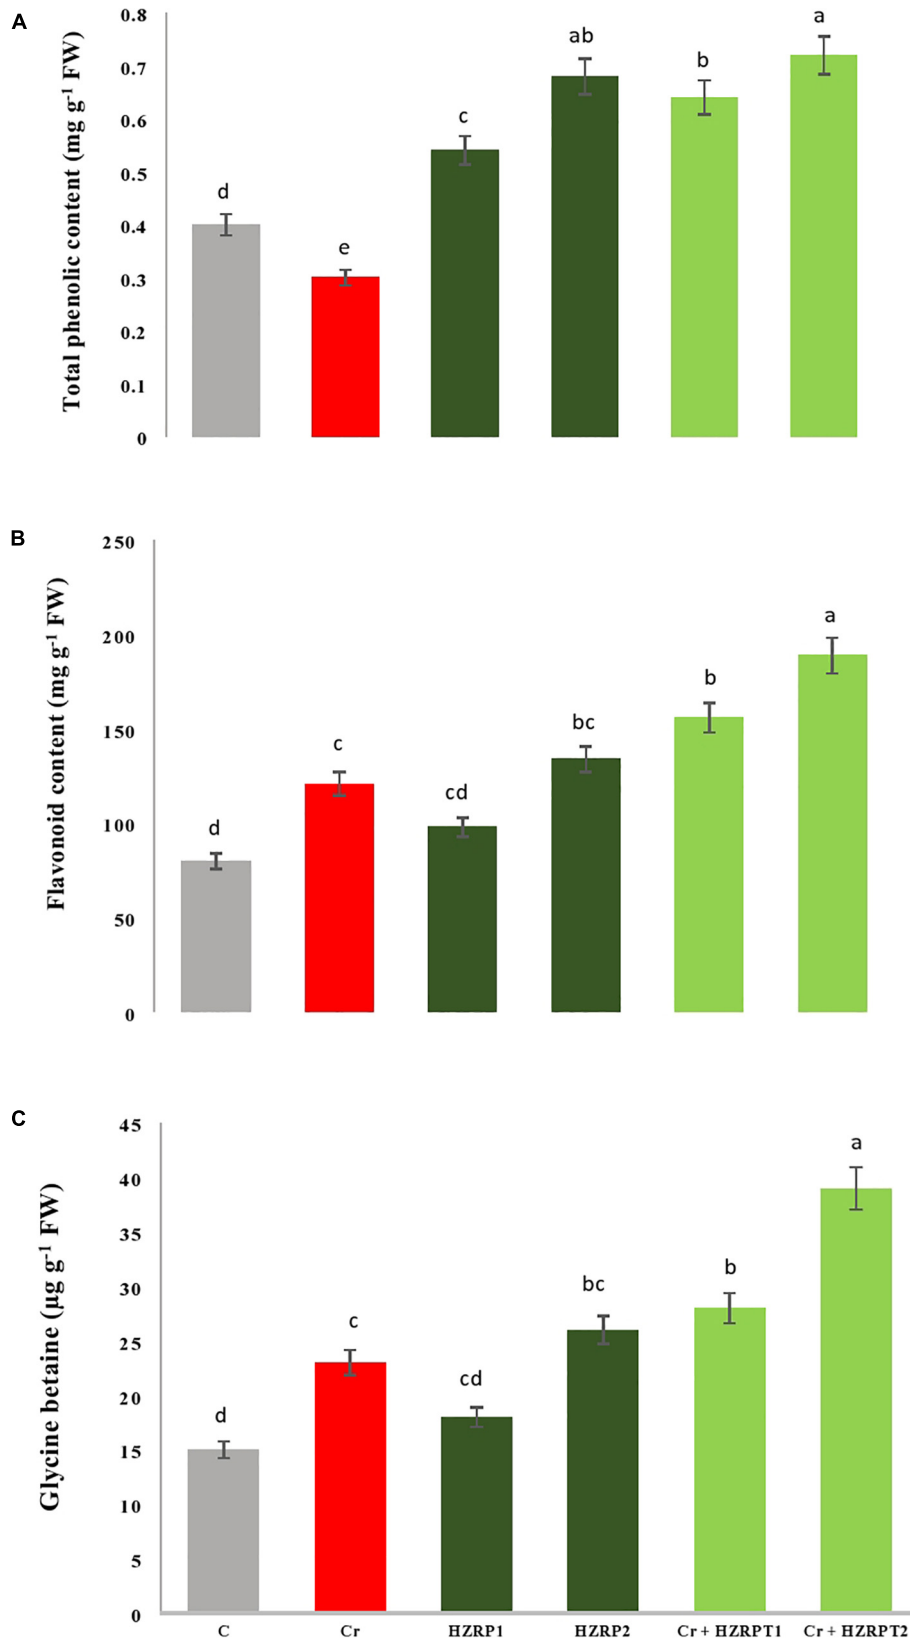 A
Total phenolic content (mg g-1 FW)
0.8
0.7
0.6
0.5
0.4
0.3
0.2
0.1
0
d
e
c
ab
b
a
B
Flavonoid content (mg g-1 FW)
250
200
150
100
50
0
d
c
cd
bc
b
a
C
Glycine betaine (µg g-1 FW)
45
40
35
30
25
20
15
10
5
0
d
c
cd
bc
b
a
C Cr HZRP1 HZRP2 Cr + HZRPT1 Cr + HZRPT2